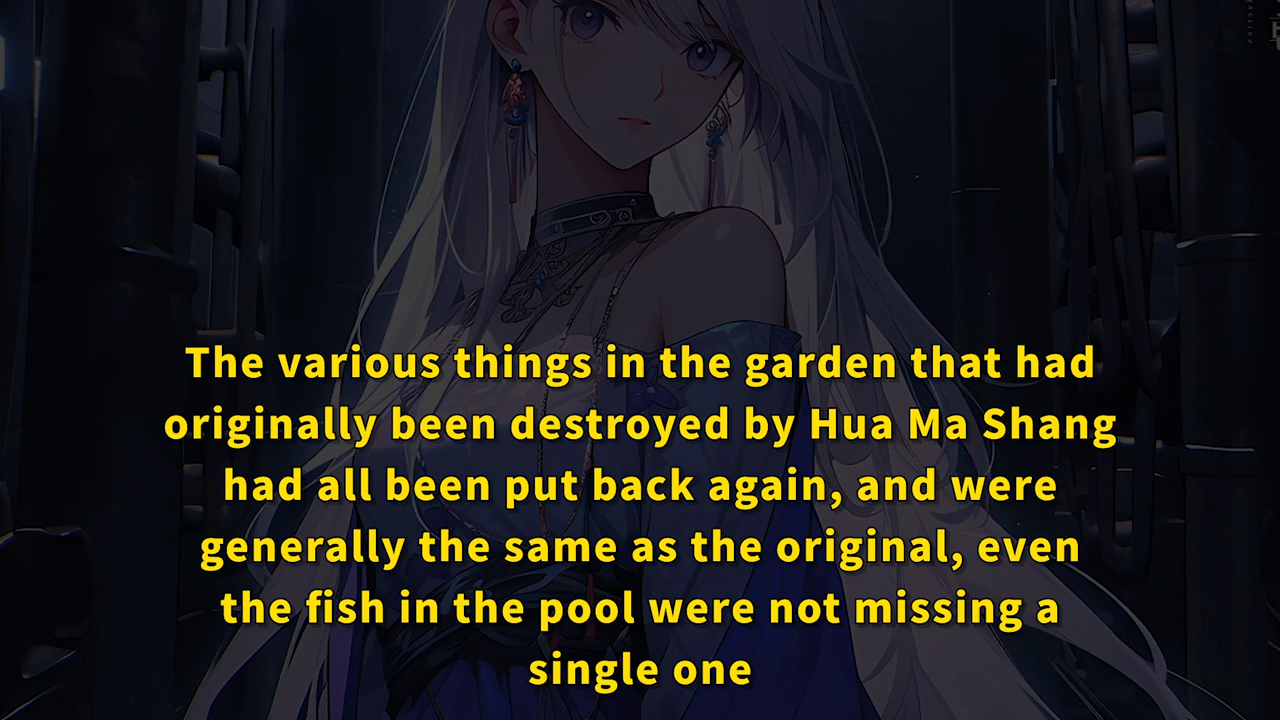 The various things in the garden that had
originally been destroyed by Hua Ma Shang
had all been put back again, and were
generally the same as the original, even
the fish in the pool were not missing a
single one